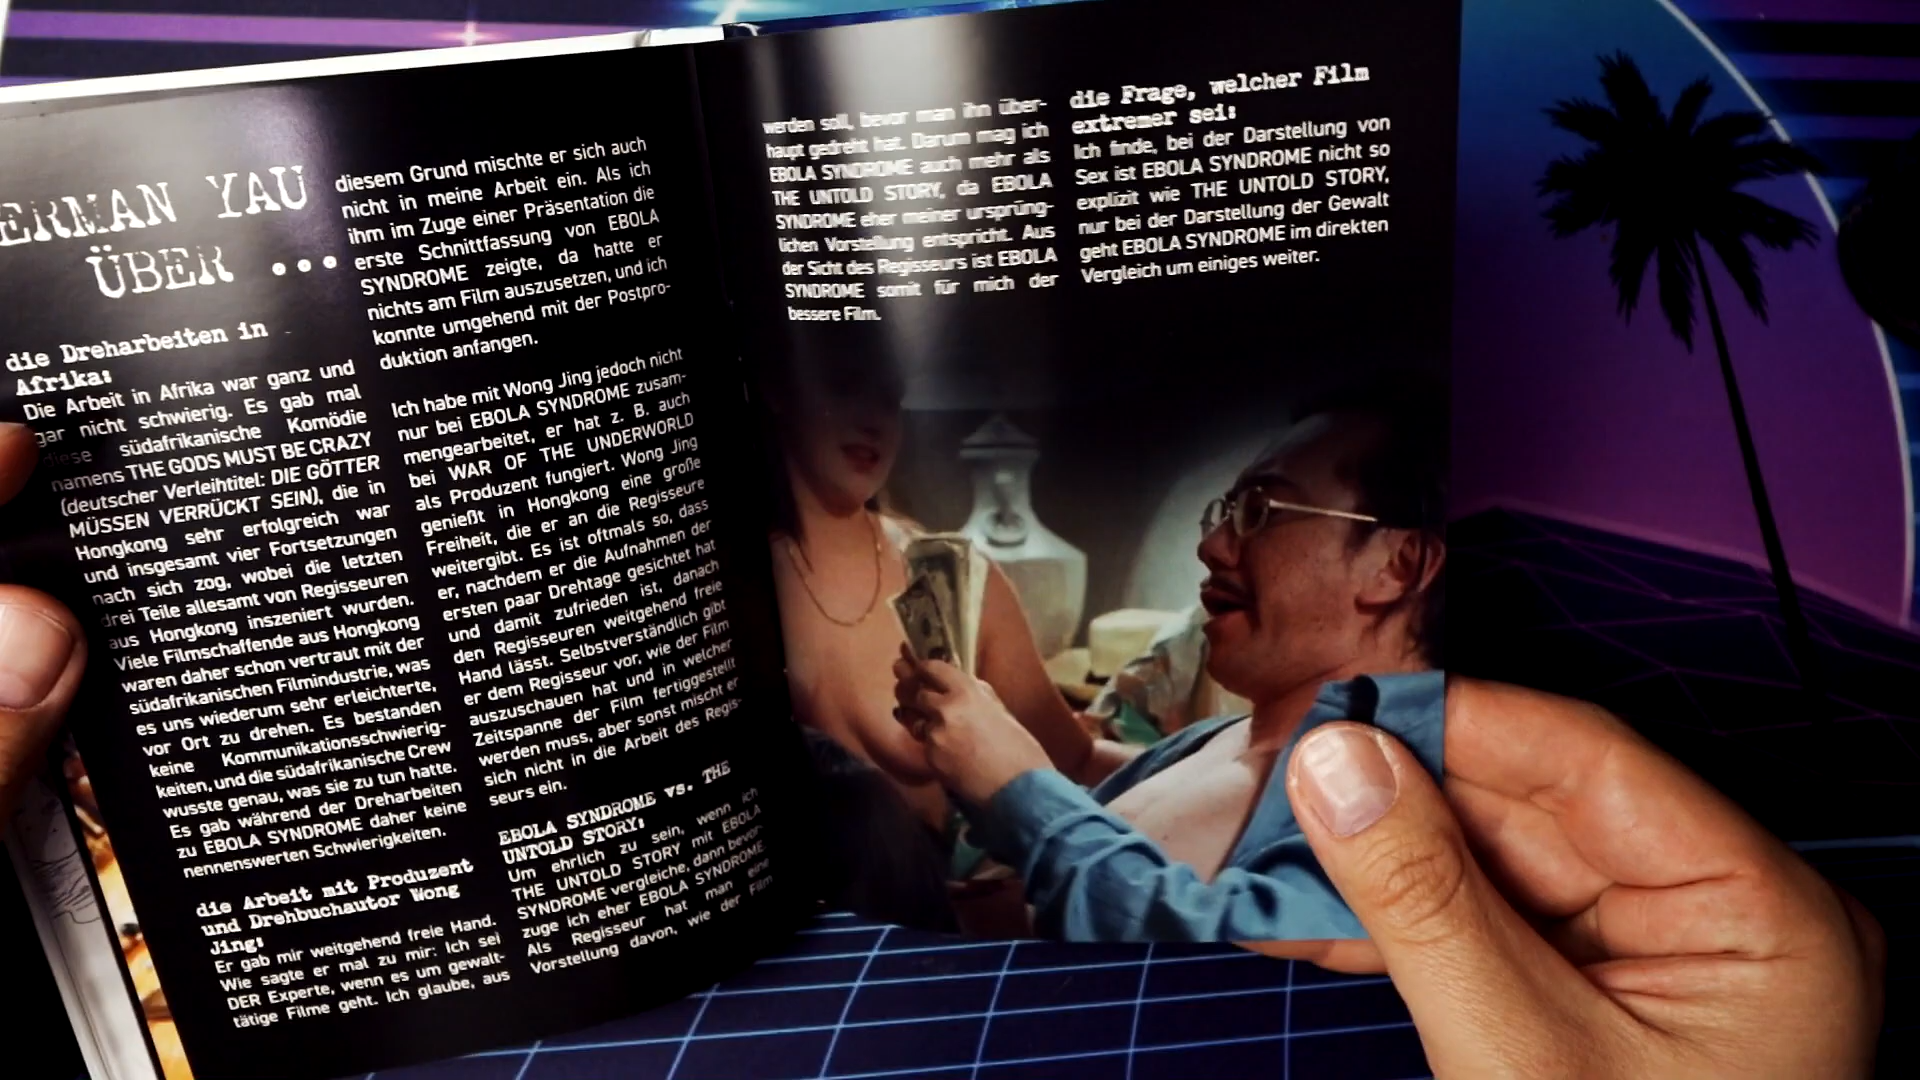 ERMAN YAU
ÜBER ...
die Dreharbeiten in
Afrika:
Die Arbeit in Afrika war ganz und
gar nicht schwierig. Es gab mal
diese südafrikanische Komödie
namens THE GODS MUST BE CRAZY
(deutscher Verleihtitel: DIE GÖTTER
MÜSSEN VERRÜCKT SEIN), die in
Hongkong sehr erfolgreich war
und insgesamt vier Fortsetzungen
nach sich zog, wobei die letzten
drei Teile allesamt von Regisseuren
aus Hongkong inszeniert wurden.
Viele Filmschaffende aus Hongkong
waren daher schon vertraut mit der
südafrikanischen Filmindustrie, was
es uns wiederum sehr erleichterte,
vor Ort zu drehen. Es bestanden
keine Kommunikationsschwierig-
keiten, und die südafrikanische Crew
wusste genau, was sie zu tun hatte.
Es gab während der Dreharbeiten
zu EBOLA SYNDROME daher keine
nennenswerten Schwierigkeiten.
die Arbeit mit Produzent
und Drehbuchautor Wong
Jing:
Er gab mir weitgehend freie Hand.
Wie sagte er mal zu mir: Ich sei
DER Experte, wenn es um gewalt-
tätige Filme geht. Ich glaube, aus
diesem Grund mischte er sich auch
nicht in meine Arbeit ein. Als ich
ihm im Zuge einer Präsentation die
erste Schnittfassung von EBOLA
SYNDROME zeigte, da hatte er
nichts am Film auszusetzen, und ich
konnte umgehend mit der Postpro-
duktion anfangen.
Ich habe mit Wong Jing jedoch nicht
nur bei EBOLA SYNDROME zusam-
mengearbeitet, er hat z. B. auch
bei WAR OF THE UNDERWORLD
als Produzent fungiert. Wong Jing
genießt in Hongkong eine große
Freiheit, die er an die Regisseure
weitergibt. Es ist oftmals so, dass
er, nachdem er die Aufnahmen der
ersten paar Drehtage gesichtet hat
und damit zufrieden ist, danach
den Regisseuren weitgehend freie
Hand lässt. Selbstverständlich gibt
er dem Regisseur vor, wie der Film
auszuschauen hat und in welcher
Zeitspanne der Film fertiggestellt
werden muss, aber sonst mischt er
sich nicht in die Arbeit des Regis-
seurs ein.
EBOLA SYNDROME vs. THE
UNTOLD STORY:
Um ehrlich zu sein, wenn ich
THE UNTOLD STORY mit EBOLA
SYNDROME vergleiche, dann bevor-
zuge ich eher EBOLA SYNDROME
Als Regisseur hat man eine
Vorstellung davon, wie der Film
werden soll, bevor man ihn über-
haupt gedreht hat. Darum mag ich
EBOLA SYNDROME auch mehr als
THE UNTOLD STORY, da EBOLA
SYNDROME eher meiner ursprüng-
lichen Vorstellung entspricht. Aus
der Sicht des Regisseurs ist EBOLA
SYNDROME somit für mich der
bessere Film.
die Frage, welcher Film
extremer sei:
Ich finde, bei der Darstellung von
Sex ist EBOLA SYNDROME nicht so
explizit wie THE UNTOLD STORY,
nur bei der Darstellung der Gewalt
geht EBOLA SYNDROME im direkten
Vergleich um einiges weiter.